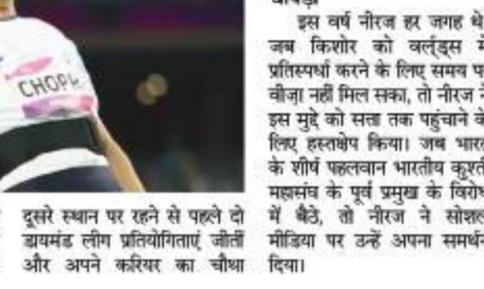 CHOP
दूसरे स्थान पर रहने से पहले दो
डायमंड लीग प्रतियोगिताएं जीतीं
और अपने करियर का चौथा
इस वर्ष नीरज हर जगह थे
जब किशोर को वर्ल्ड्स में
प्रतिस्पर्धा करने के लिए समय पर
वीज़ा नहीं मिल सका, तो नीरज ने
इस मुद्दे को सत्ता तक पहुंचाने के
लिए हस्तक्षेप किया। जब भारत
के शीर्ष पहलवान भारतीय कुश्ती
महासंघ के पूर्व प्रमुख के विरोध
में बैठे, तो नीरज ने सोशल
मीडिया पर उन्हें अपना समर्थन
दिया।